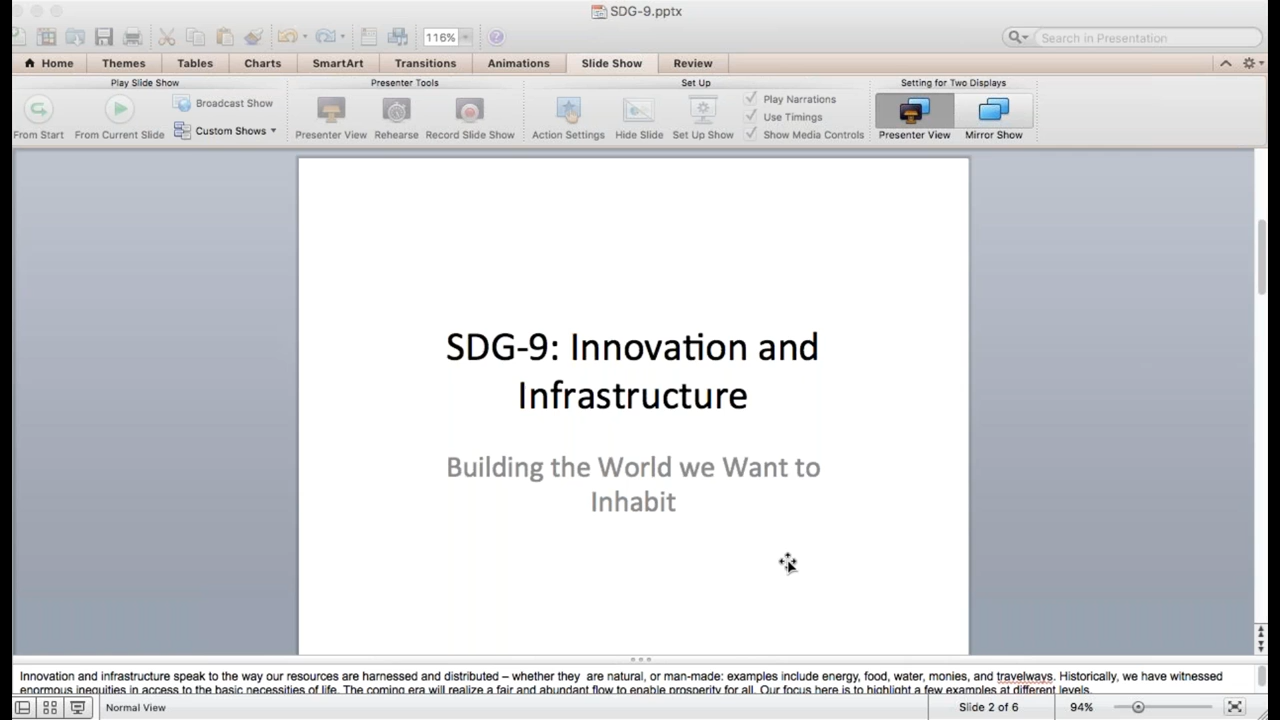 SDG-9.pptx
116%
Search in Presentation
Home Themes Tables Charts SmartArt Transitions Animations Slide Show Review
Play Slide Show Presenter Tools Set Up Setting for Two Displays
From Start From Current Slide Broadcast Show Custom Shows Presenter View Rehearse Record Slide Show Action Settings Hide Slide Set Up Show Play Narrations Use Timings Show Media Controls Presenter View Mirror Show
SDG-9: Innovation and
Infrastructure
Building the World we Want to
Inhabit
Innovation and infrastructure speak to the way our resources are harnessed and distributed – whether they are natural, or man-made: examples include energy, food, water, monies, and travelways. Historically, we have witnessed
enormous inequities in access to the basic necessities of life. The coming era will realize a fair and abundant flow to enable prosperity for all. Our focus here is to highlight a few examples at different levels.
Normal View Slide 2 of 6 94%